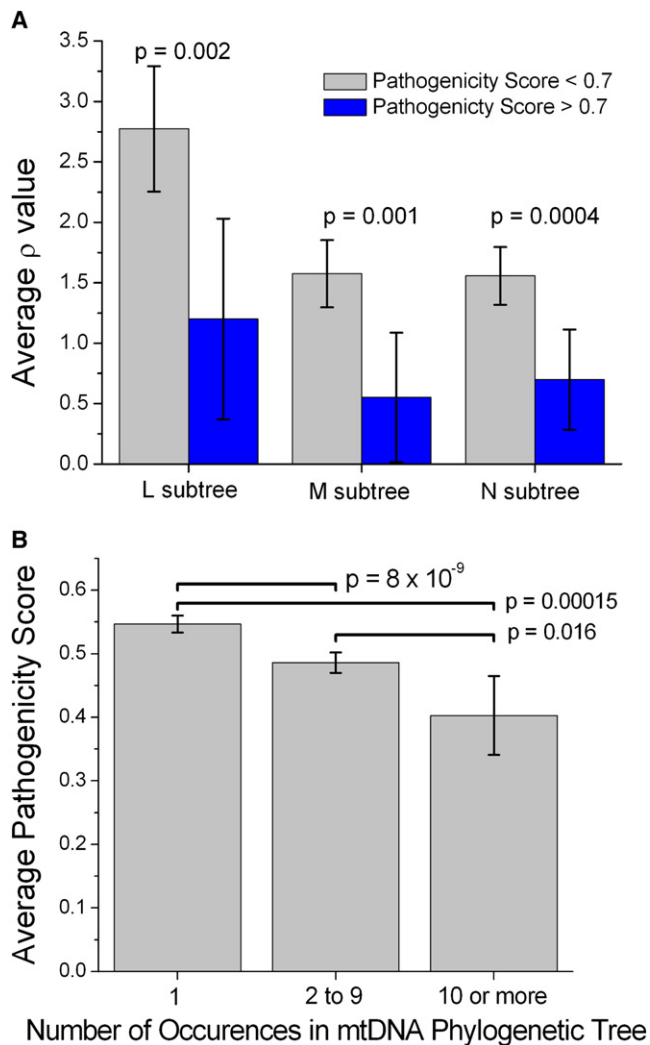 A
3.5
3.0
2.5
2.0
1.5
1.0
0.5
0.0
Average ρ value
p = 0.002
p = 0.001
p = 0.0004
Pathogenicity Score < 0.7
Pathogenicty Score > 0.7
L subtree
M subtree
N subtree
B
0.6
0.5
0.4
0.3
0.2
0.1
0.0
Average Pathogenicity Score
p = 8 x 10⁻⁹
p = 0.00015
p = 0.016
1
2 to 9
10 or more
Number of Occurences in mtDNA Phylogenetic Tree